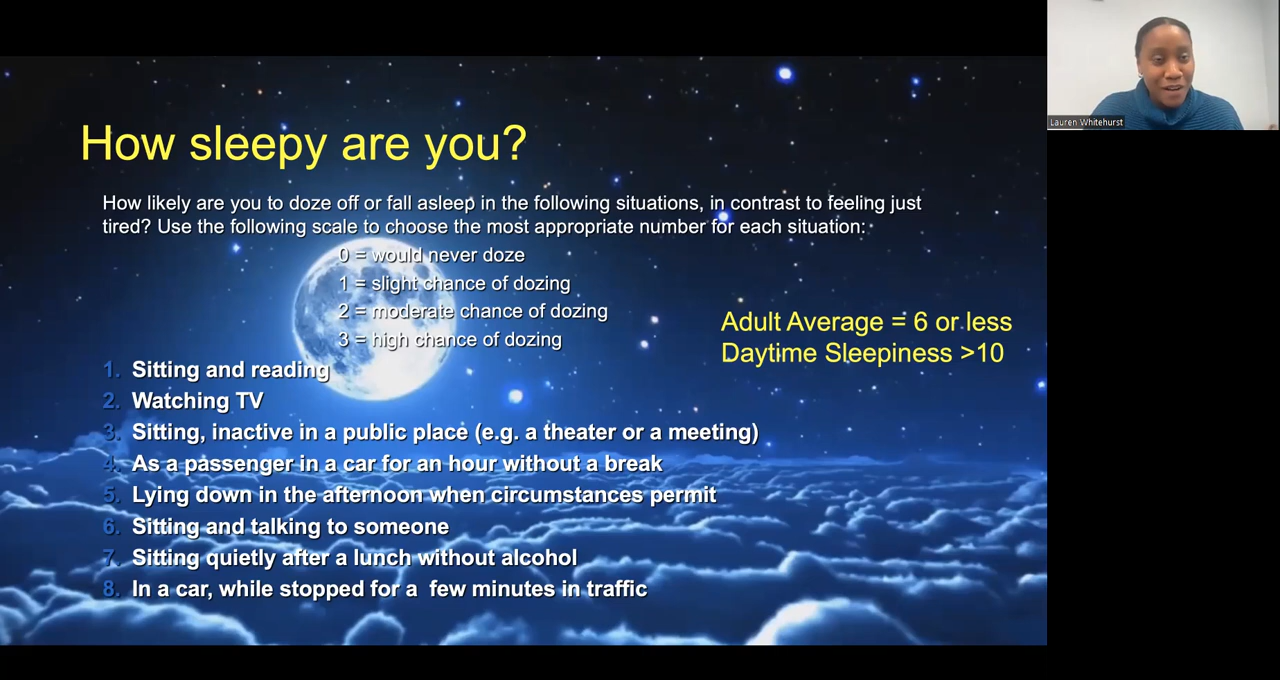 How sleepy are you?
How likely are you to doze off or fall asleep in the following situations, in contrast to feeling just
tired? Use the following scale to choose the most appropriate number for each situation:
0 = would never doze
1 = slight chance of dozing
2 = moderate chance of dozing
3 = high chance of dozing
Adult Average = 6 or less
Daytime Sleepiness >10
1. Sitting and reading
2. Watching TV
3. Sitting, inactive in a public place (e.g. a theater or a meeting)
4. As a passenger in a car for an hour without a break
5. Lying down in the afternoon when circumstances permit
6. Sitting and talking to someone
7. Sitting quietly after a lunch without alcohol
8. In a car, while stopped for a few minutes in traffic
Lauren Whitehurst